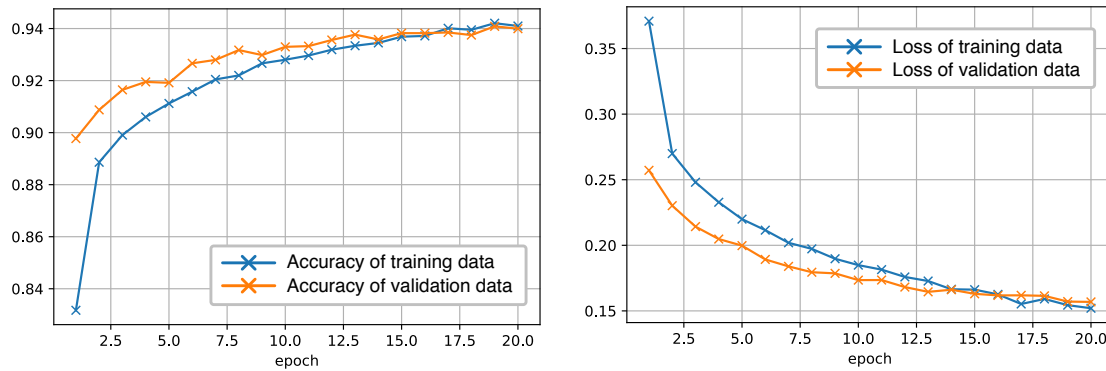 0.94
0.92
0.90
0.88
0.86
0.84
Accuracy of training data
Accuracy of validation data
2.5 5.0 7.5 10.0 12.5 15.0 17.5 20.0
epoch
0.35
0.30
0.25
0.20
0.15
Loss of training data
Loss of validation data
2.5 5.0 7.5 10.0 12.5 15.0 17.5 20.0
epoch